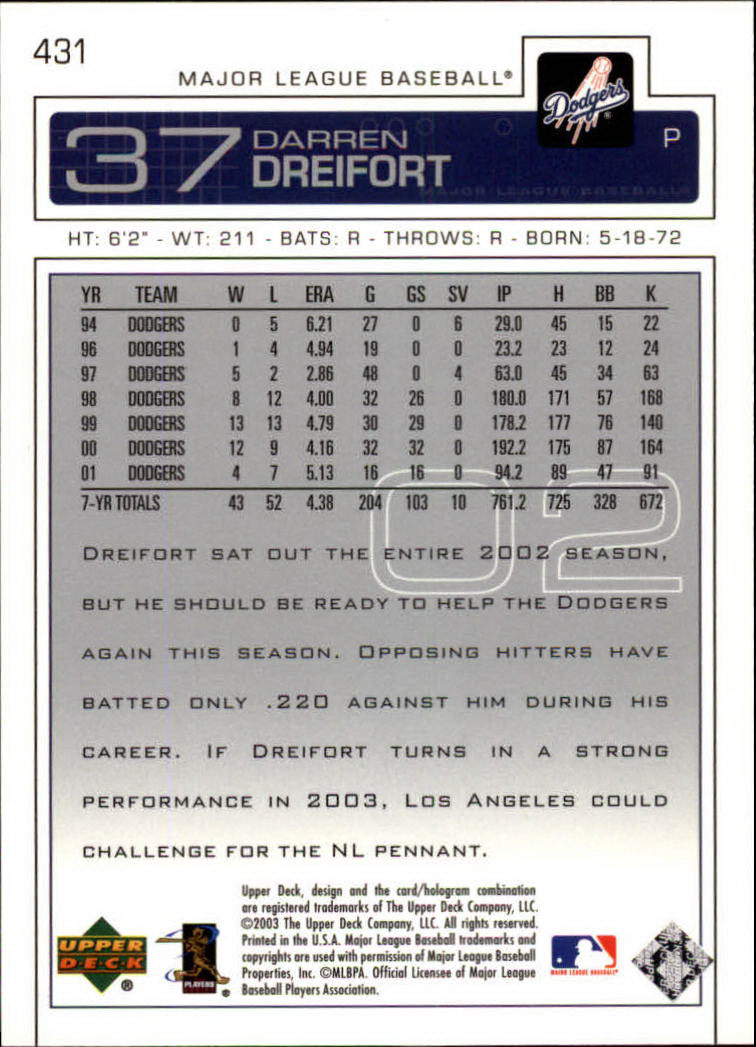 431
MAJOR LEAGUE BASEBALL®
Dodgers ®
37 DARREN
DREIFORT
P
MAJOR LEAGUE BASEBALL®
HT: 6'2" - WT: 211 - BATS: R - THROWS: R - BORN: 5-18-72
YR TEAM W L ERA G GS SV IP H BB K
94 DODGERS 0 5 6.21 27 0 6 29.0 45 15 22
96 DODGERS 1 4 4.94 19 0 0 23.2 23 12 24
97 DODGERS 5 2 2.86 48 0 4 63.0 45 34 63
98 DODGERS 8 12 4.00 32 26 0 180.0 171 57 168
99 DODGERS 13 13 4.79 30 29 0 178.2 177 76 140
00 DODGERS 12 9 4.16 32 32 0 192.2 175 87 164
01 DODGERS 4 7 5.13 16 16 0 94.2 89 47 91
7-YR TOTALS 43 52 4.38 204 103 10 761.2 725 328 672
02
DREIFORT SAT OUT THE ENTIRE 2002 SEASON,
BUT HE SHOULD BE READY TO HELP THE DODGERS
AGAIN THIS SEASON. OPPOSING HITTERS HAVE
BATTED ONLY .220 AGAINST HIM DURING HIS
CAREER. IF DREIFORT TURNS IN A STRONG
PERFORMANCE IN 2003, LOS ANGELES COULD
CHALLENGE FOR THE NL PENNANT.
Upper Deck, design and the card/hologram combination
are registered trademarks of The Upper Deck Company, LLC.
©2003 The Upper Deck Company, LLC. All rights reserved.
Printed in the U.S.A. Major League Baseball trademarks and
copyrights are used with permission of Major League Baseball
Properties, Inc. ©MLBPA. Official Licensee of Major League
Baseball Players Association.
UPPER
DECK
®
PLAYERS
®
MAJOR LEAGUE BASEBALL®